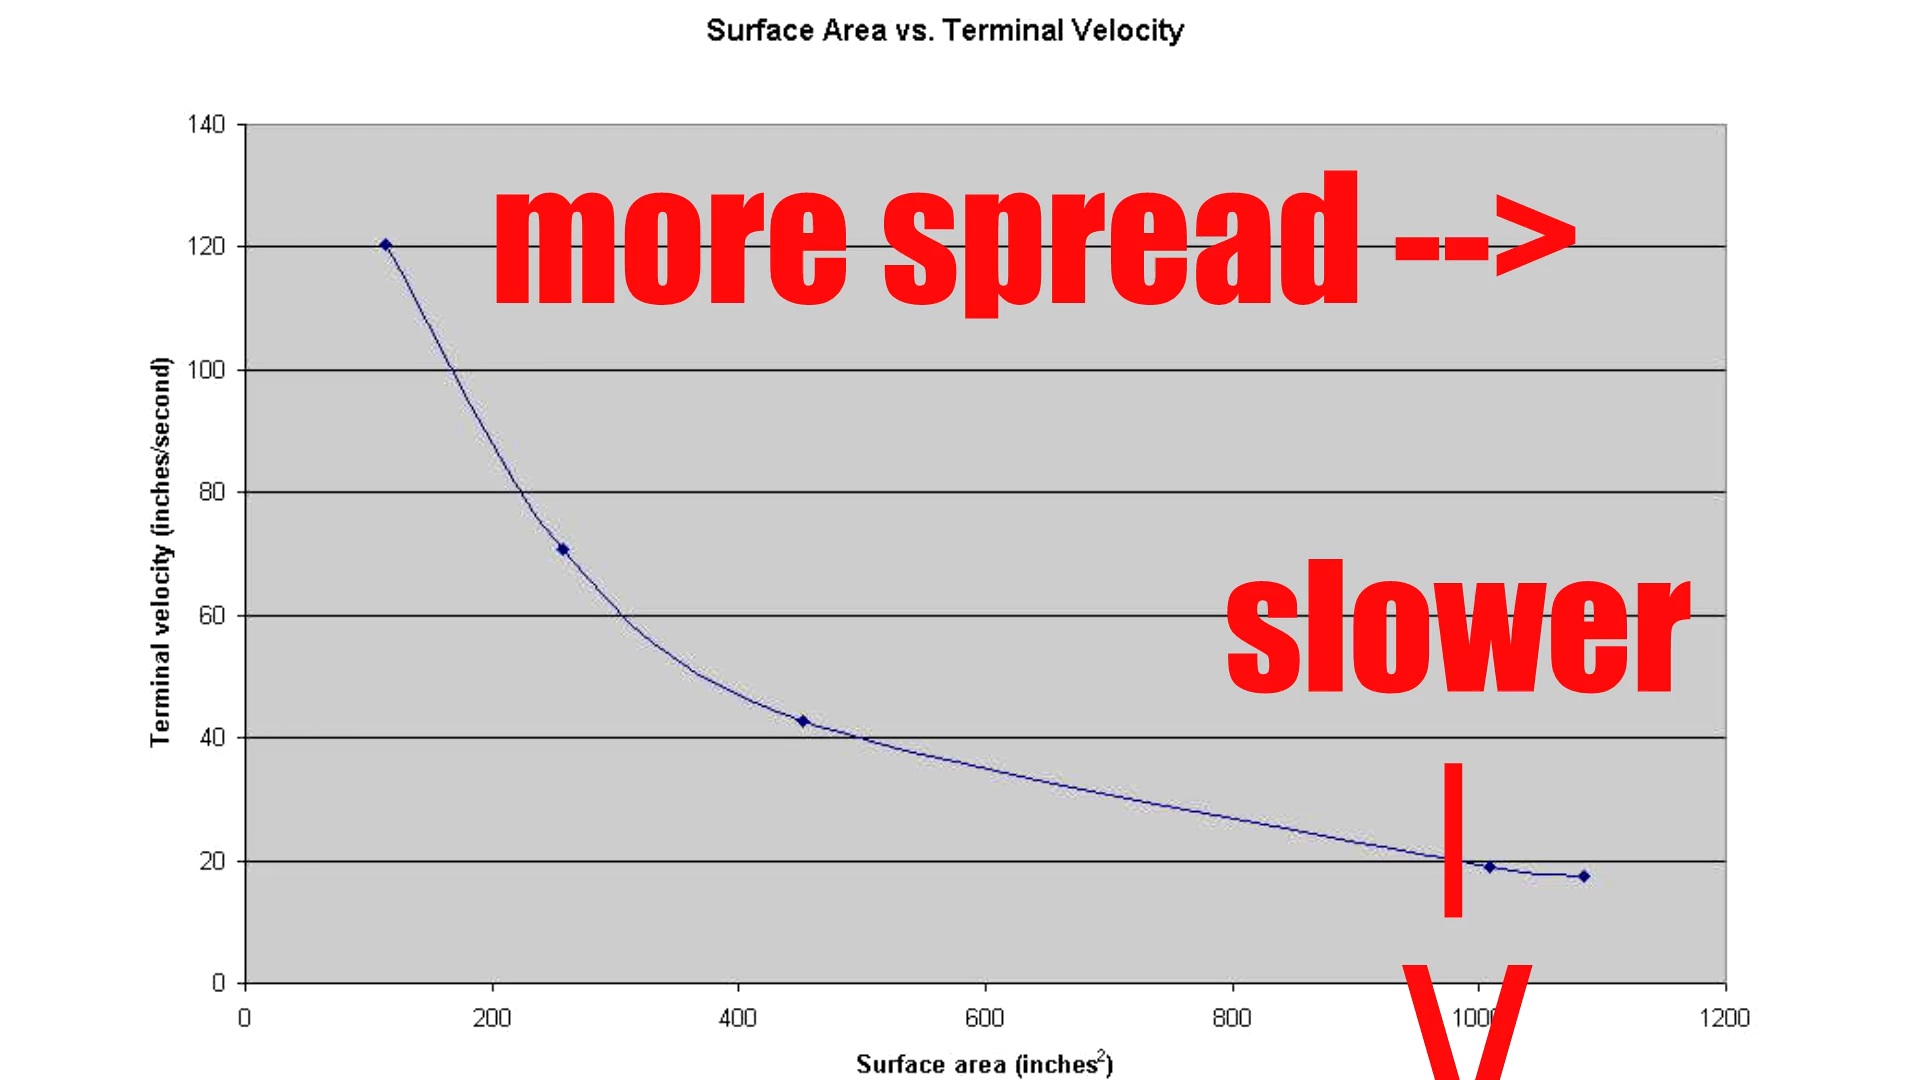 Surface Area vs. Terminal Velocity
140
more spread -->
120
100
Terminal velocity (inches/second)
80
slower
60
40
|
20
0
V
0 200 400 600 800 1000 1200
Surface area (inches²)